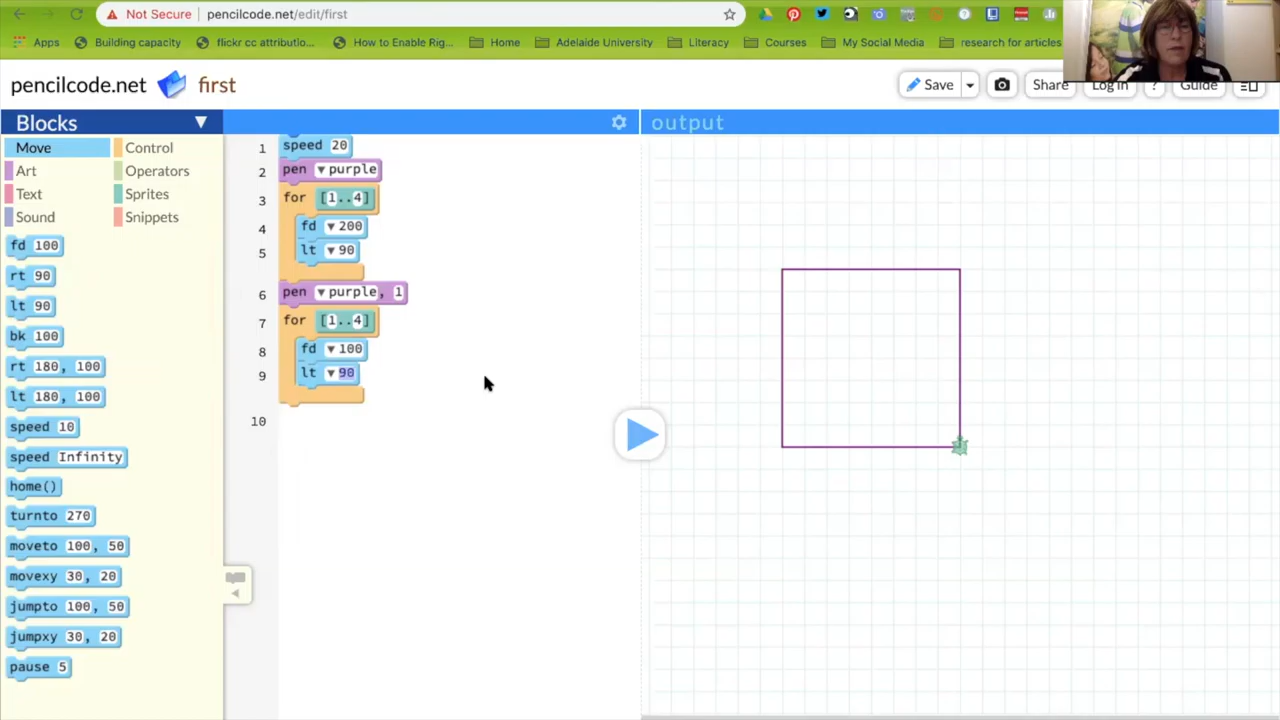 Not Secure pencilcode.net/edit/first
Apps Building capacity flickr cc attributio... How to Enable Rig... Home Adelaide University Literacy Courses My Social Media research for articles
pencilcode.net first Save Share Log in ? Guide
Blocks
output
Move Control
Art Operators
Text Sprites
Sound Snippets
fd 100
rt 90
lt 90
bk 100
rt 180, 100
lt 180, 100
speed 10
speed Infinity
home()
turnto 270
moveto 100, 50
movexy 30, 20
jumpto 100, 50
jumpxy 30, 20
pause 5
1 speed 20
2 pen purple
3 for [1..4]
4 fd 200
5 lt 90
6 pen purple, 1
7 for [1..4]
8 fd 100
9 lt 90
10